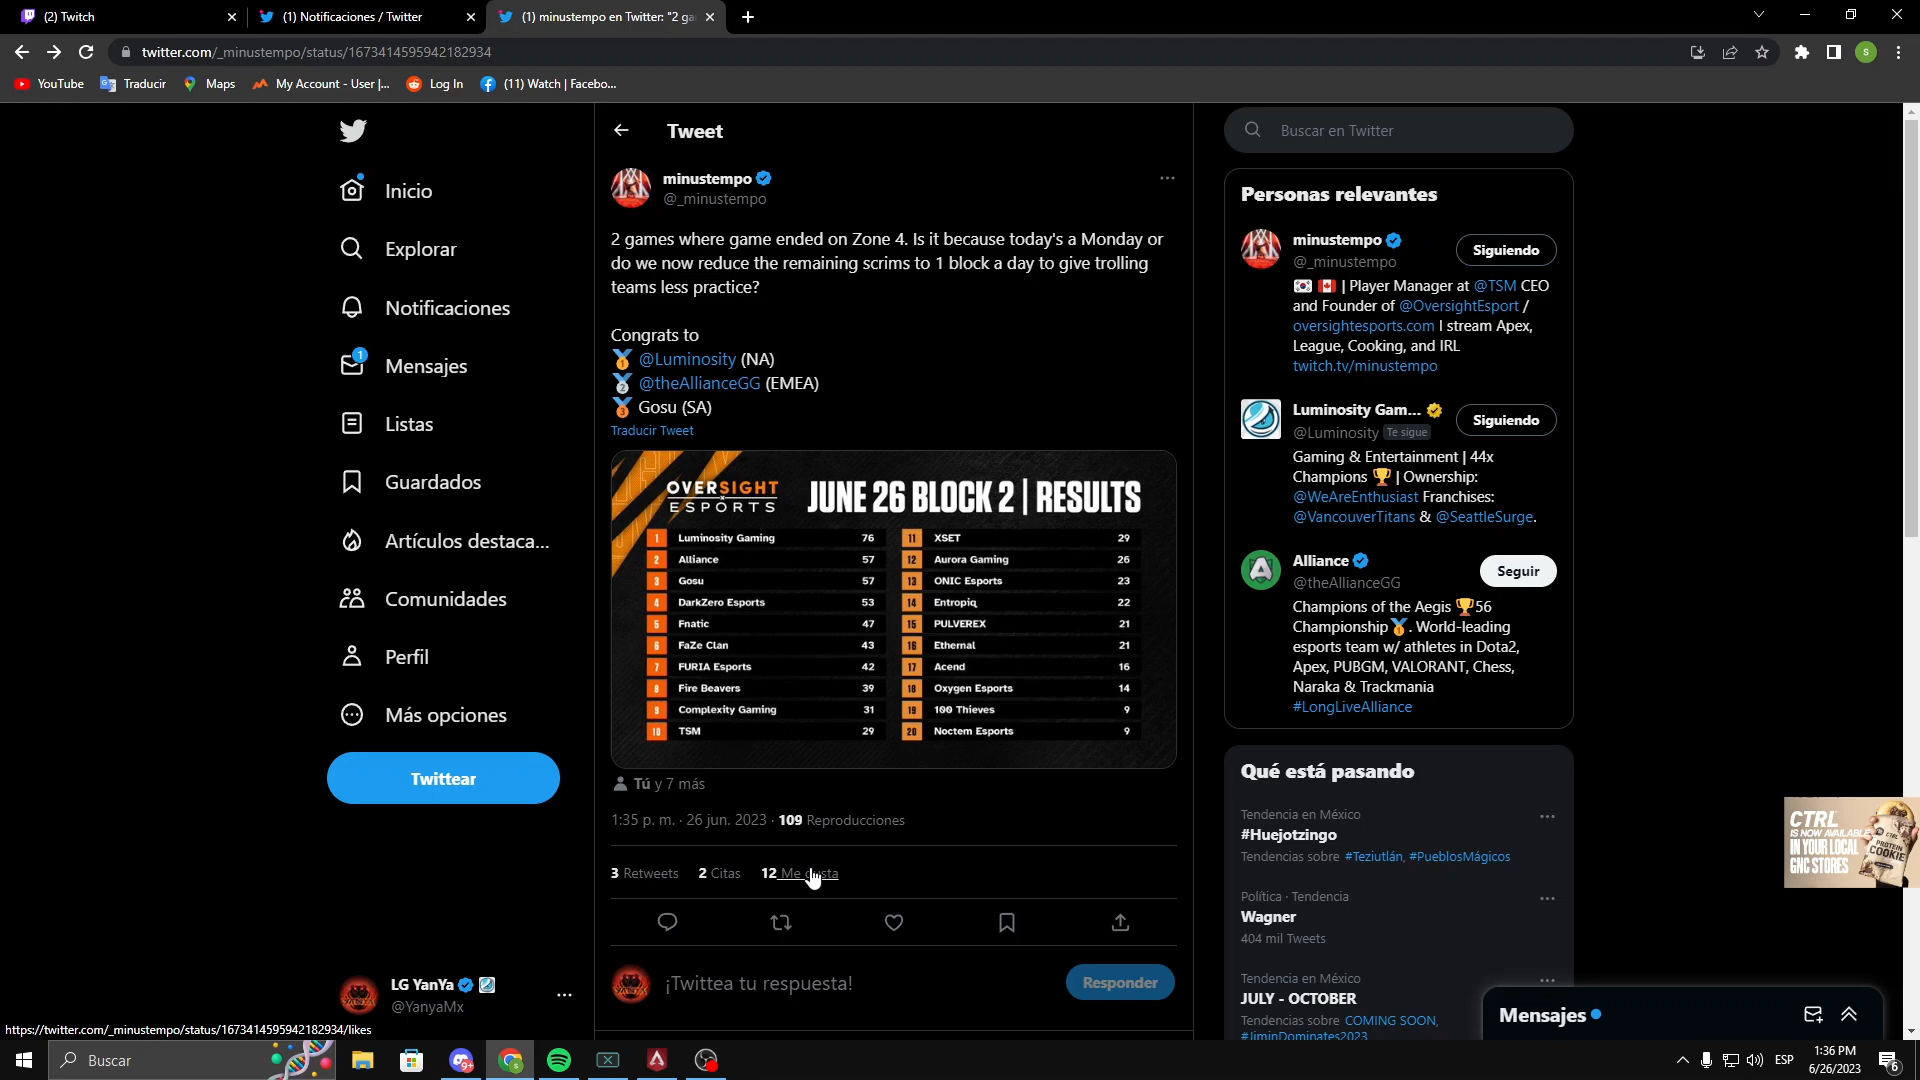 (2) Twitch
(1) Notificaciones / Twitter
(1) minustempo en Twitter: "2 ga
twitter.com/_minustempo/status/1673414595942182934
S
YouTube
Traducir
Maps
My Account - User |...
Log In
(11) Watch | Facebo...
Inicio
Explorar
Notificaciones
1
Mensajes
Listas
Guardados
Artículos destaca...
Comunidades
Perfil
Más opciones
Twittear
LG YanYa
@YanyaMx
Tweet
minustempo
@_minustempo
2 games where game ended on Zone 4. Is it because today's a Monday or
do we now reduce the remaining scrims to 1 block a day to give trolling
teams less practice?
Congrats to
🥇 @Luminosity (NA)
🥈 @theAllianceGG (EMEA)
🥉 Gosu (SA)
Traducir Tweet
OVERSIGHT
ESPORTS
JUNE 26 BLOCK 2 | RESULTS
1 Luminosity Gaming 76
2 Alliance 57
3 Gosu 57
4 DarkZero Esports 53
5 Fnatic 47
6 FaZe Clan 43
7 FURIA Esports 42
8 Fire Beavers 39
9 Complexity Gaming 31
10 TSM 29
11 XSET 29
12 Aurora Gaming 26
13 ONIC Esports 23
14 Entropiq 22
15 PULVEREX 21
16 Ethernal 21
17 Acend 16
18 Oxygen Esports 14
19 100 Thieves 9
20 Noctem Esports 9
Tú y 7 más
1:35 p. m. · 26 jun. 2023 · 109 Reproducciones
3 Retweets 2 Citas 12 Me gusta
¡Twittea tu respuesta!
Responder
Buscar en Twitter
Personas relevantes
minustempo
@_minustempo
Siguiendo
🇰🇷 🇨🇦 | Player Manager at @TSM CEO
and Founder of @OversightEsport /
oversightesports.com I stream Apex,
League, Cooking, and IRL
twitch.tv/minustempo
Luminosity Gam...
@Luminosity Te sigue
Siguiendo
Gaming & Entertainment | 44x
Champions 🏆 | Ownership:
@WeAreEnthusiast Franchises:
@VancouverTitans & @SeattleSurge.
Alliance
@theAllianceGG
Seguir
Champions of the Aegis 🏆56
Championship🥇. World-leading
esports team w/ athletes in Dota2,
Apex, PUBGM, VALORANT, Chess,
Naraka & Trackmania
#LongLiveAlliance
Qué está pasando
Tendencia en México
#Huejotzingo
Tendencias sobre #Teziutlán, #PueblosMágicos
Política · Tendencia
Wagner
404 mil Tweets
Tendencia en México
JULY - OCTOBER
Tendencias sobre COMING SOON,
#JiminDominates2023
Mensajes
CTRL
IS NOW AVAILABLE
IN YOUR LOCAL
GNC STORES
CTRL
PROTEIN
COOKIE
https://twitter.com/_minustempo/status/1673414595942182934/likes
Buscar
9+
ESP
1:36 PM
6/26/2023
6